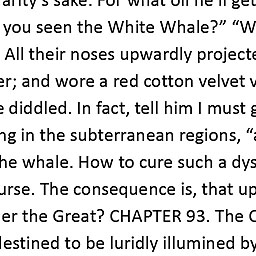 arity's sake. For what oil he'll get
you seen the White Whale?” “W
All their noses upwardly projecte
er; and wore a red cotton velvet v
e diddled. In fact, tell him I must g
ng in the subterranean regions, “a
he whale. How to cure such a dys
urse. The consequence is, that up
er the Great? CHAPTER 93. The C
destined to be luridly illumined by